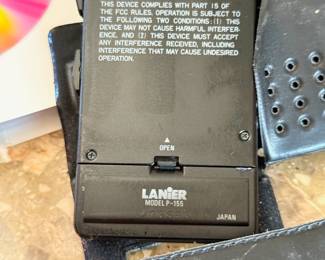 THIS DEVICE COMPLIES WITH PART 15 OF
THE FCC RULES. OPERATION IS SUBJECT TO
THE FOLLOWING TWO CONDITIONS:(1) THIS
DEVICE MAY NOT CAUSE HARMFUL INTERFER-
ENCE, AND (2) THIS DEVICE MUST ACCEPT
ANY INTERFERENCE RECEIVED, INCLUDING
INTERFERENCE THAT MAY CAUSE UNDESIRED
OPERATION.
OPEN
LANIER
MODEL P-155
JAPAN